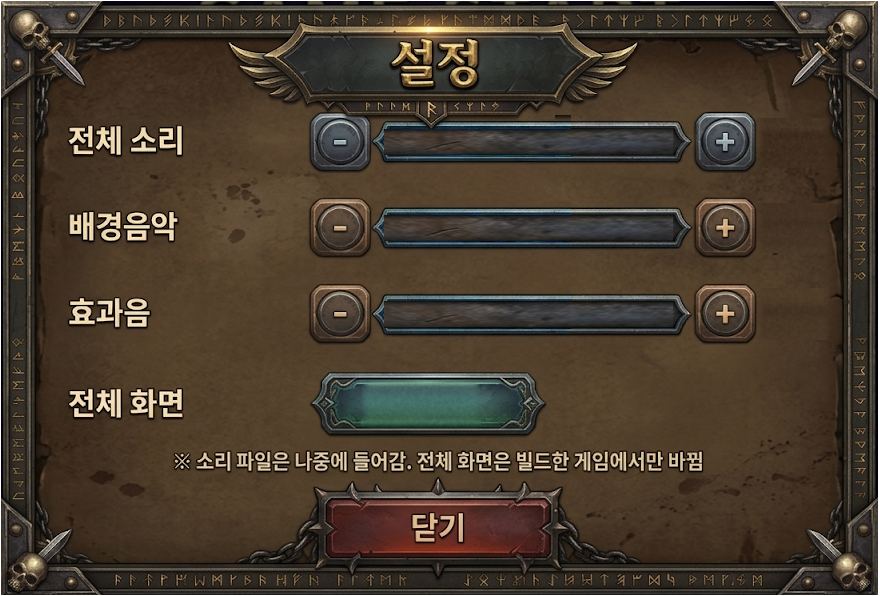 설정
전체 소리
-
+
배경음악
-
+
효과음
-
+
전체 화면
※ 소리 파일은 나중에 들어감. 전체 화면은 빌드한 게임에서만 바뀜
닫기